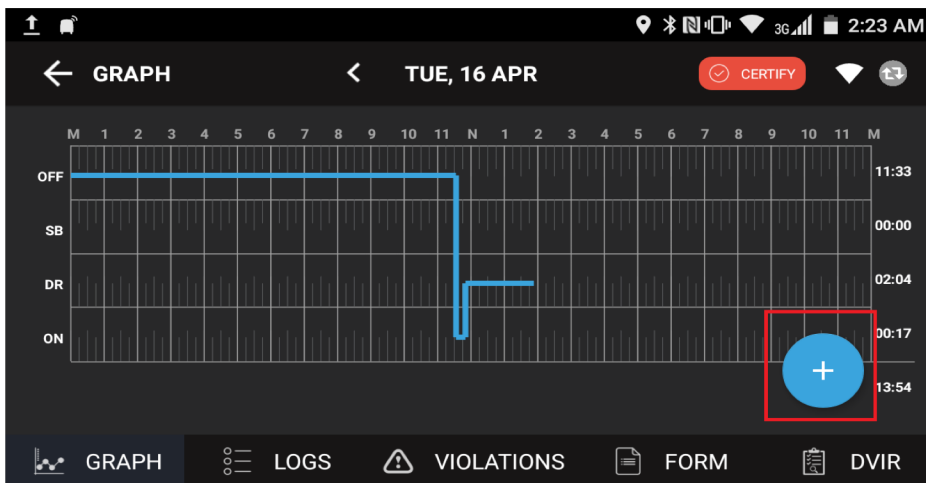 3G 2:23 AM
GRAPH TUE, 16 APR CERTIFY
M 1 2 3 4 5 6 7 8 9 10 11 N 1 2 3 4 5 6 7 8 9 10 11 M
OFF 11:33
SB 00:00
DR 02:04
ON 00:17
+
13:54
GRAPH LOGS VIOLATIONS FORM DVIR